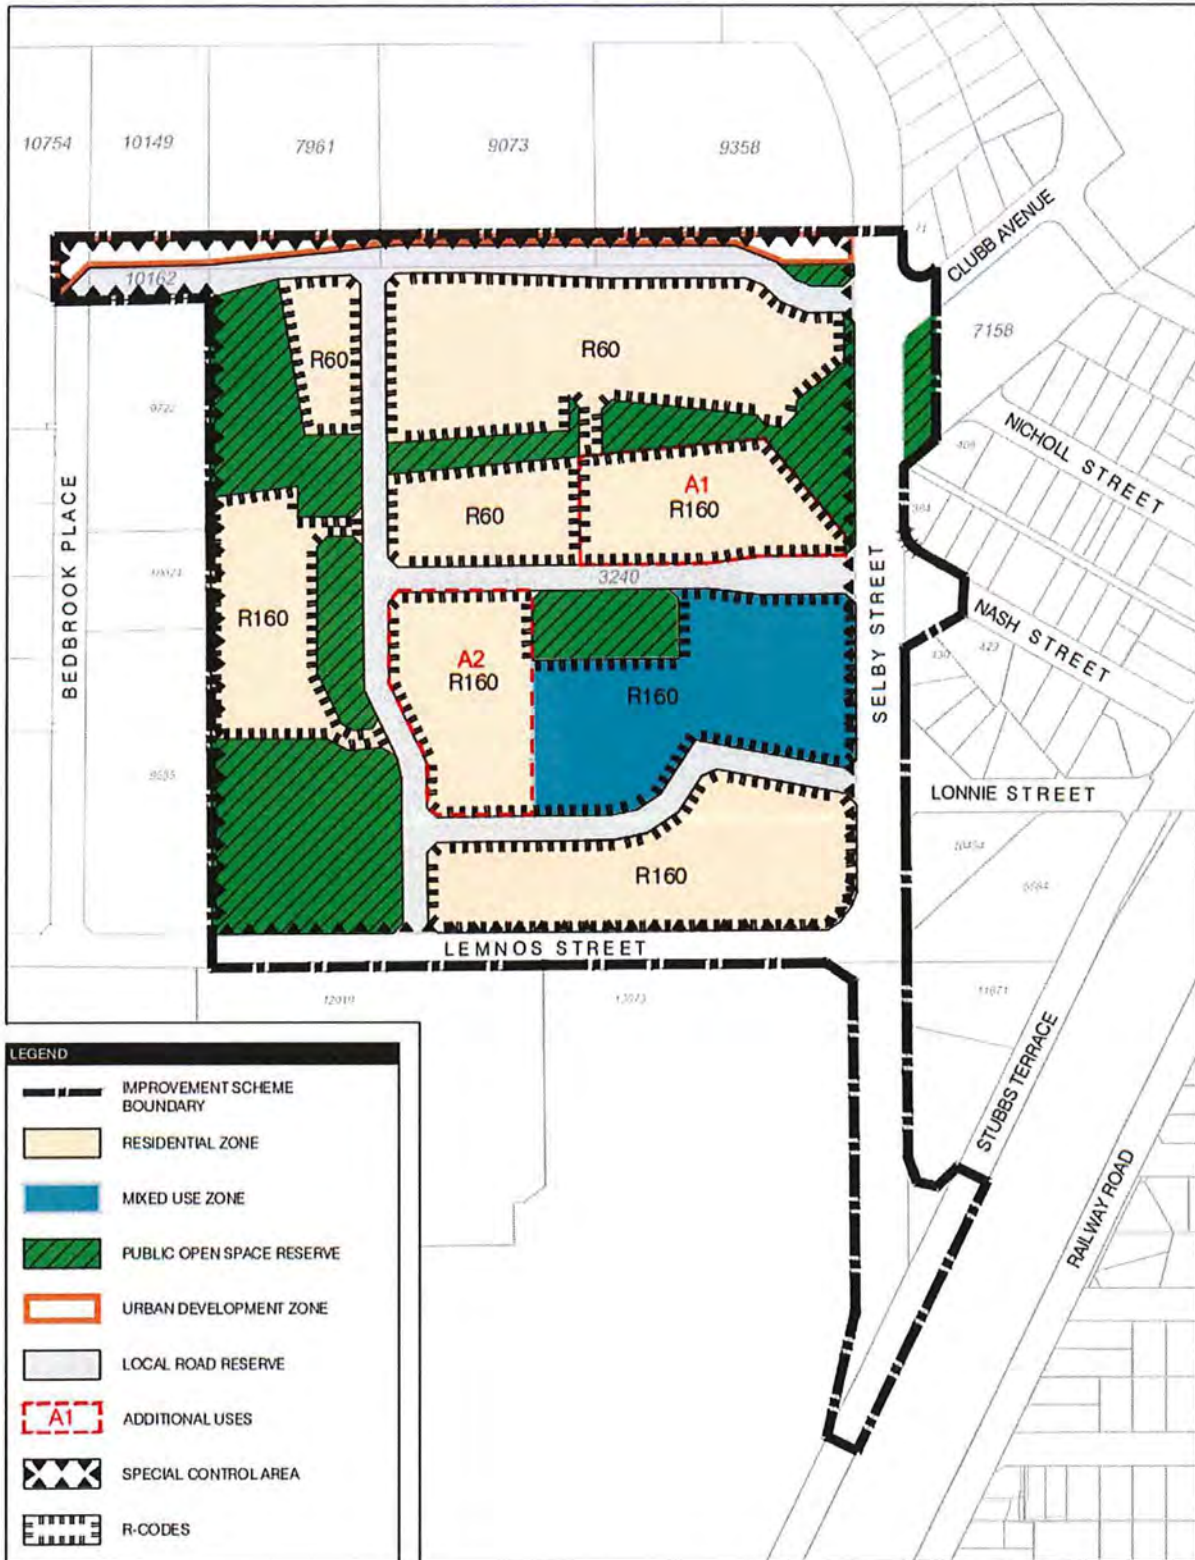 10754
10149
7961
9073
9358
CLUBB AVENUE
10162
7158
R60
R60
NICHOLL STREET
BEDBROOK PLACE
A1
R160
R60
3240
SELBY STREET
NASH STREET
R160
A2
R160
R160
LONNIE STREET
R160
LEMNOS STREET
STUBBS TERRACE
RAILWAY ROAD
LEGEND
IMPROVEMENT SCHEME
BOUNDARY
RESIDENTIAL ZONE
MIXED USE ZONE
PUBLIC OPEN SPACE RESERVE
URBAN DEVELOPMENT ZONE
LOCAL ROAD RESERVE
A1
ADDITIONAL USES
SPECIAL CONTROL AREA
R-CODES